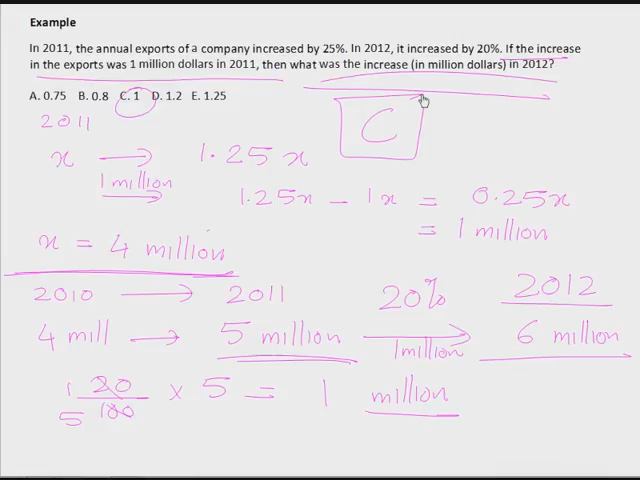 Example
In 2011, the annual exports of a company increased by 25%. In 2012, it increased by 20%. If the increase
in the exports was 1 million dollars in 2011, then what was the increase (in million dollars) in 2012?
A. 0.75 B. 0.8 C. 1 D. 1.2 E. 1.25
2011
C
x → 1.25x
1 million
1.25x - 1x = 0.25x
= 1 million
x = 4 million
2010 → 2011 20% 2012
4 mill → 5 million → 6 million
1 million
1 20/100 × 5 = 1 million
5